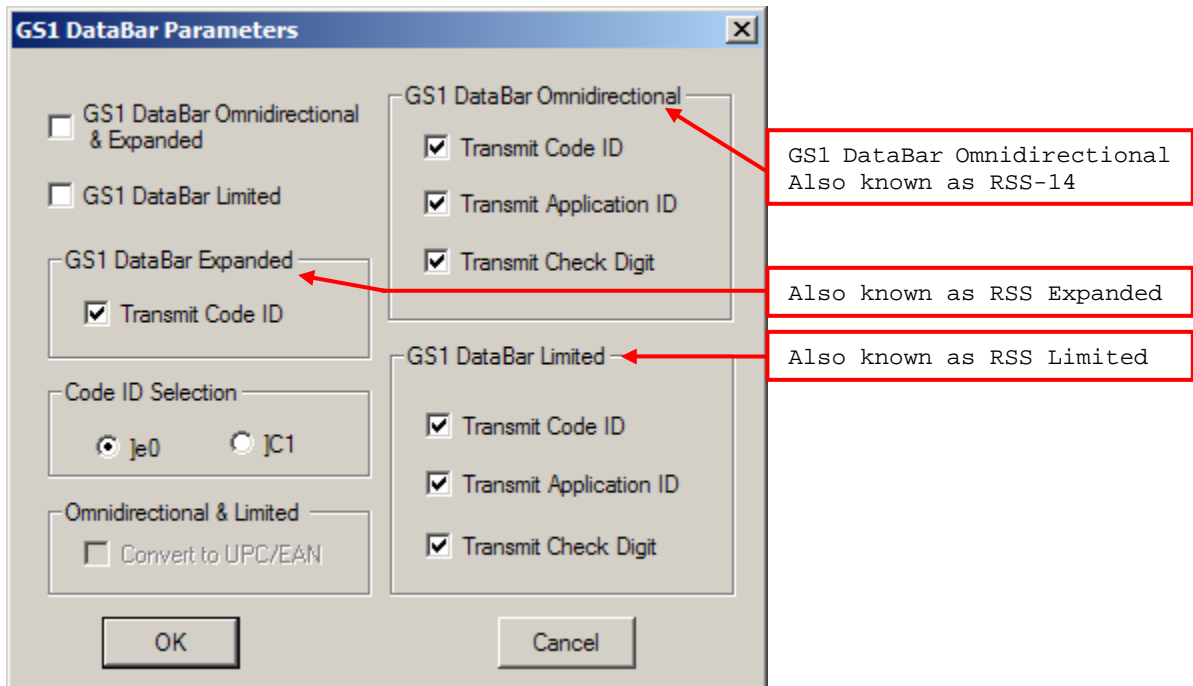 GS1 DataBar Parameters
GS1 DataBar Omnidirectional
& Expanded
GS1 DataBar Limited
GS1 DataBar Expanded
Transmit Code ID
Code ID Selection
]e0
]C1
Omnidirectional & Limited
Convert to UPC/EAN
OK
GS1 DataBar Omnidirectional
Transmit Code ID
Transmit Application ID
Transmit Check Digit
GS1 DataBar Limited
Transmit Code ID
Transmit Application ID
Transmit Check Digit
Cancel
GS1 DataBar Omnidirectional
Also known as RSS-14
Also known as RSS Expanded
Also known as RSS Limited